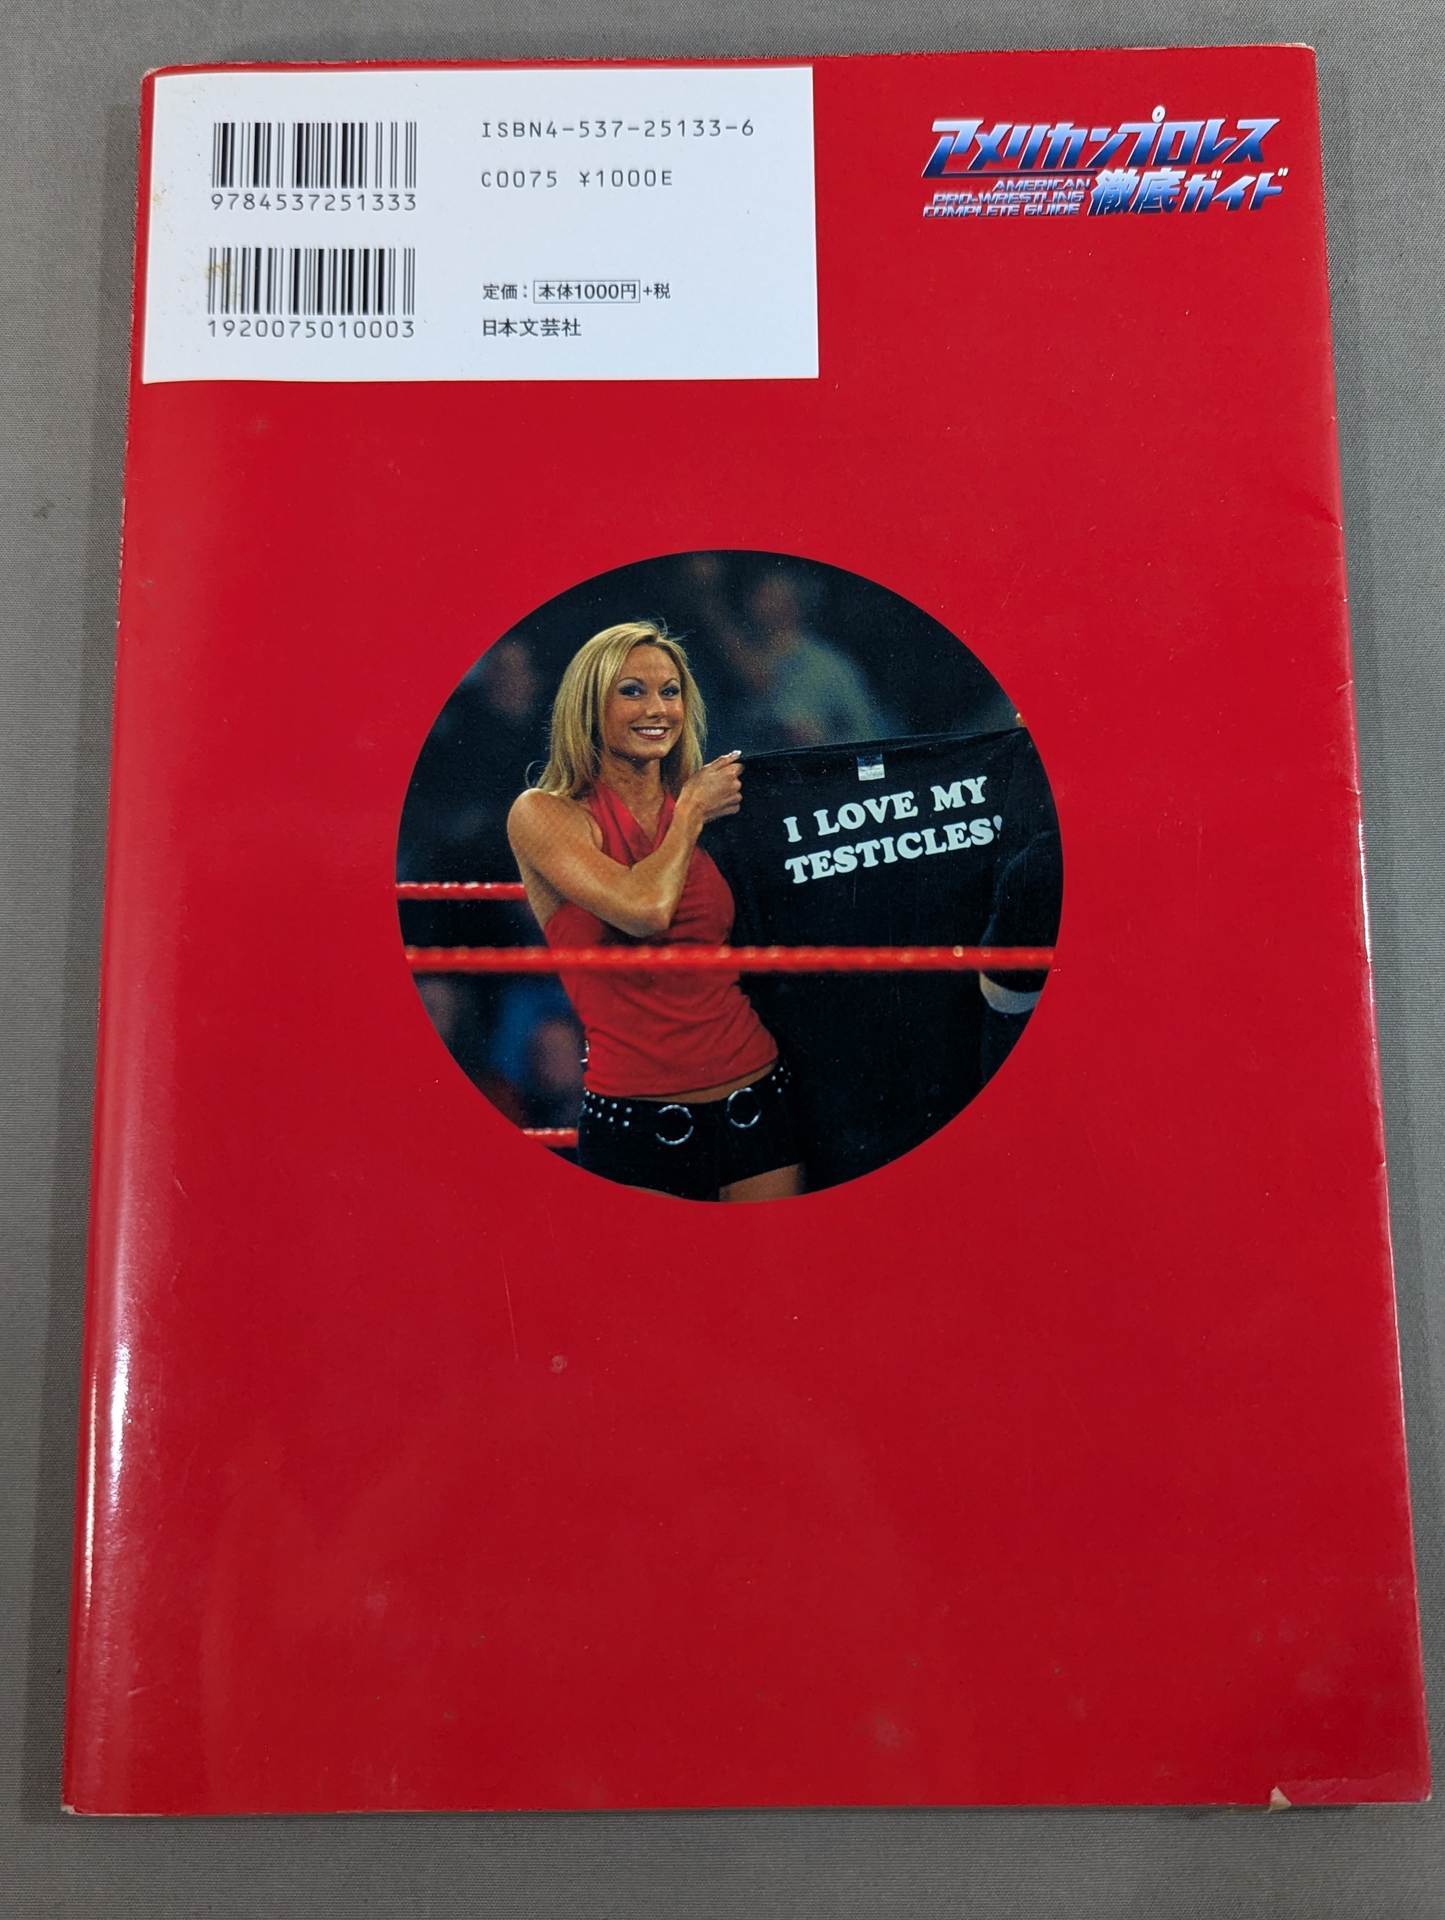 ISBN4-537-25133-6
C0075 ¥1000E
9784537251333
1920075010003
定価：本体1000円+税
日本文芸社
アメリカンプロレス
AMERICAN
PRO-WRESTLING
COMPLETE GUIDE
徹底ガイド
I LOVE MY
TESTICLES!